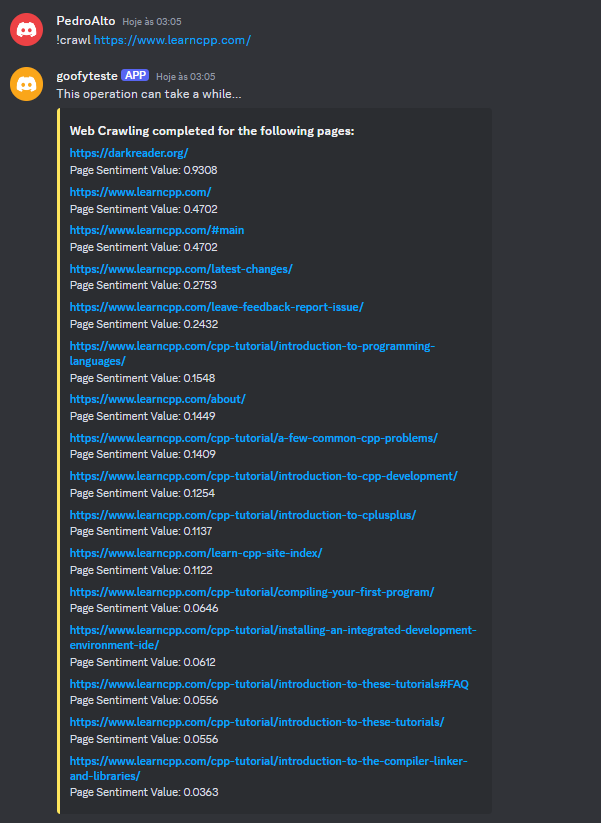 PedroAlto Hoje às 03:05
!crawl https://www.learncpp.com/
goofyteste APP Hoje às 03:05
This operation can take a while...
Web Crawling completed for the following pages:
https://darkreader.org/
Page Sentiment Value: 0.9308
https://www.learncpp.com/
Page Sentiment Value: 0.4702
https://www.learncpp.com/#main
Page Sentiment Value: 0.4702
https://www.learncpp.com/latest-changes/
Page Sentiment Value: 0.2753
https://www.learncpp.com/leave-feedback-report-issue/
Page Sentiment Value: 0.2432
https://www.learncpp.com/cpp-tutorial/introduction-to-programming-
languages/
Page Sentiment Value: 0.1548
https://www.learncpp.com/about/
Page Sentiment Value: 0.1449
https://www.learncpp.com/cpp-tutorial/a-few-common-cpp-problems/
Page Sentiment Value: 0.1409
https://www.learncpp.com/cpp-tutorial/introduction-to-cpp-development/
Page Sentiment Value: 0.1254
https://www.learncpp.com/cpp-tutorial/introduction-to-cplusplus/
Page Sentiment Value: 0.1137
https://www.learncpp.com/learn-cpp-site-index/
Page Sentiment Value: 0.1122
https://www.learncpp.com/cpp-tutorial/compiling-your-first-program/
Page Sentiment Value: 0.0646
https://www.learncpp.com/cpp-tutorial/installing-an-integrated-development-
environment-ide/
Page Sentiment Value: 0.0612
https://www.learncpp.com/cpp-tutorial/introduction-to-these-tutorials#FAQ
Page Sentiment Value: 0.0556
https://www.learncpp.com/cpp-tutorial/introduction-to-these-tutorials/
Page Sentiment Value: 0.0556
https://www.learncpp.com/cpp-tutorial/introduction-to-the-compiler-linker-
and-libraries/
Page Sentiment Value: 0.0363